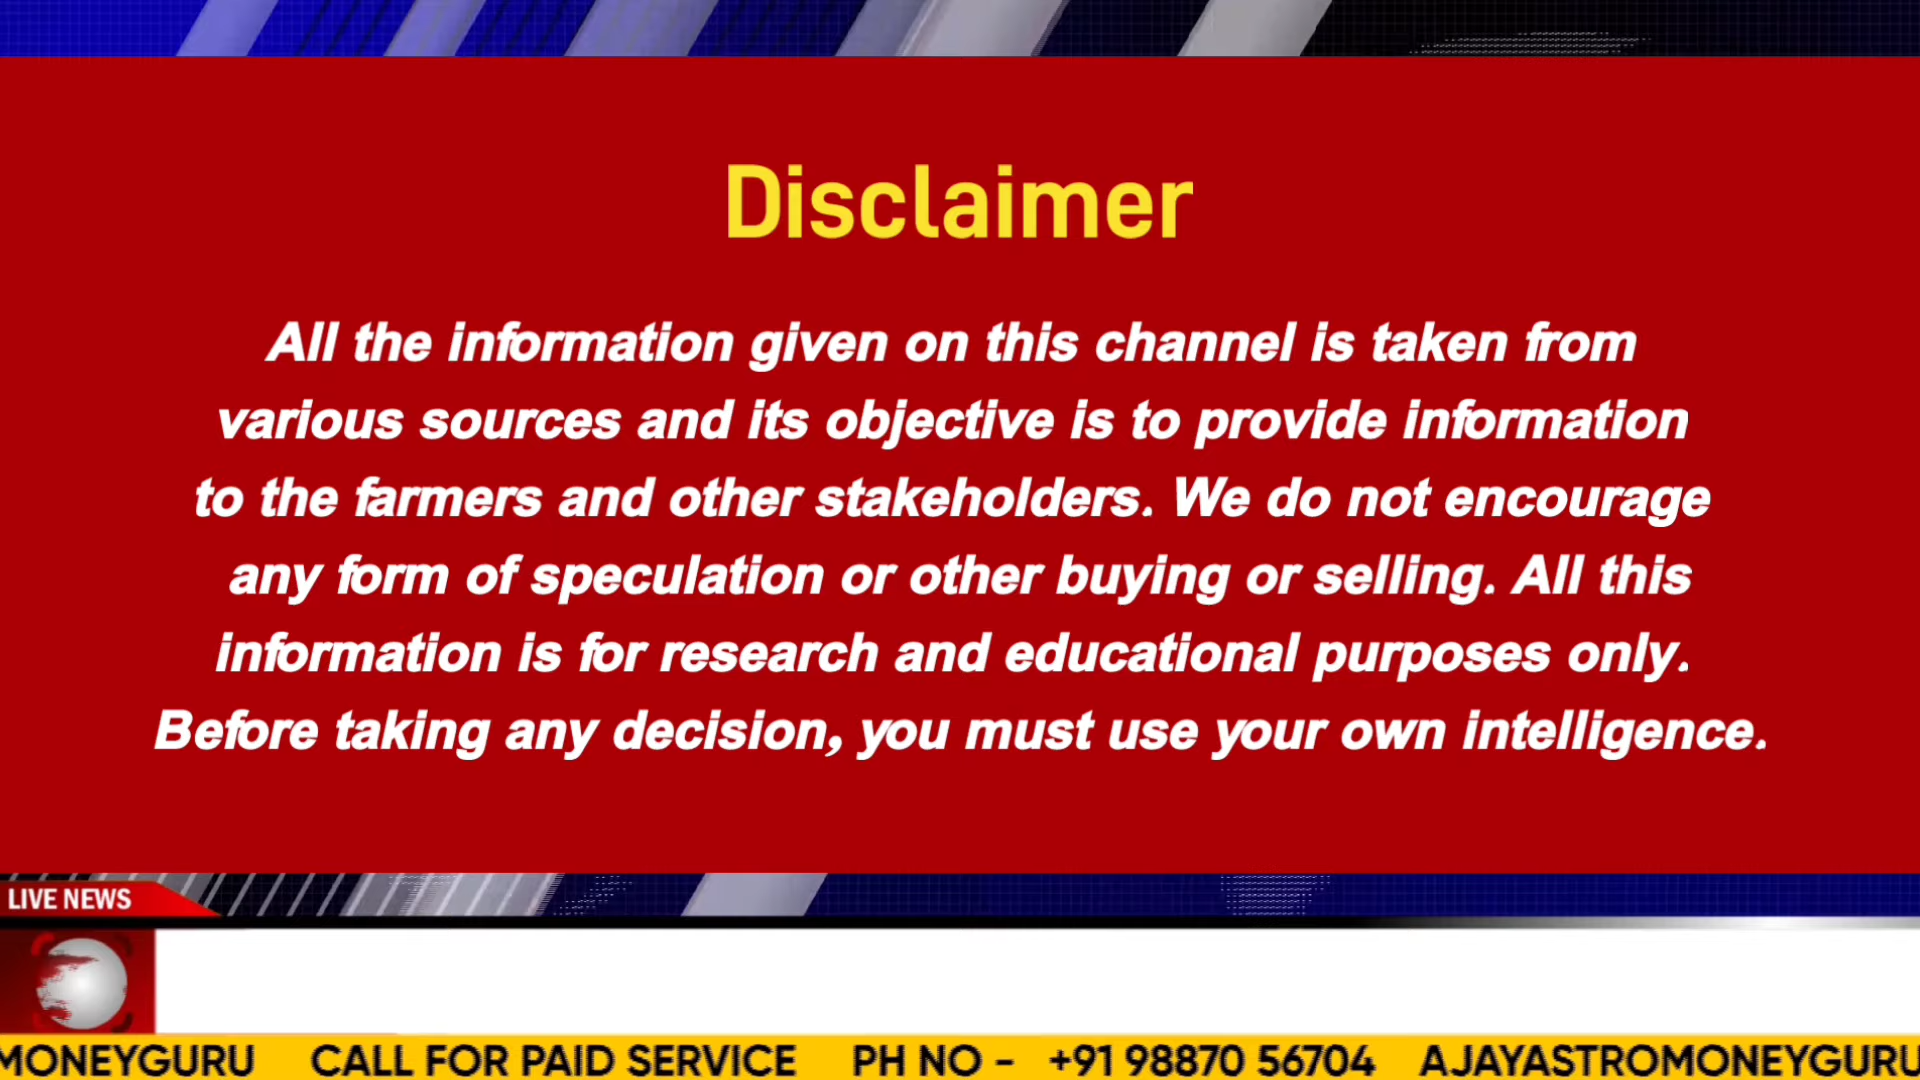 Disclaimer
All the information given on this channel is taken from
various sources and its objective is to provide information
to the farmers and other stakeholders. We do not encourage
any form of speculation or other buying or selling. All this
information is for research and educational purposes only.
Before taking any decision, you must use your own intelligence.
LIVE NEWS
MONEYGURU CALL FOR PAID SERVICE PH NO - +91 98870 56704 AJAYASTROMONEYGURU